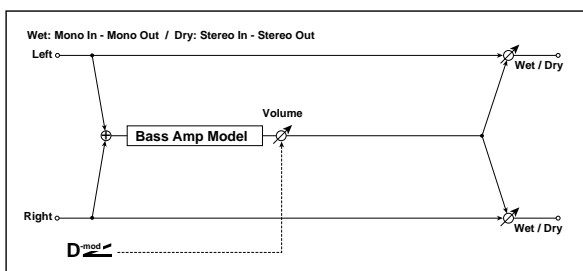 Wet: Mono In - Mono Out / Dry: Stereo In - Stereo Out
Left
Wet / Dry
Volume
Bass Amp Model
Right
Wet / Dry
D-mod